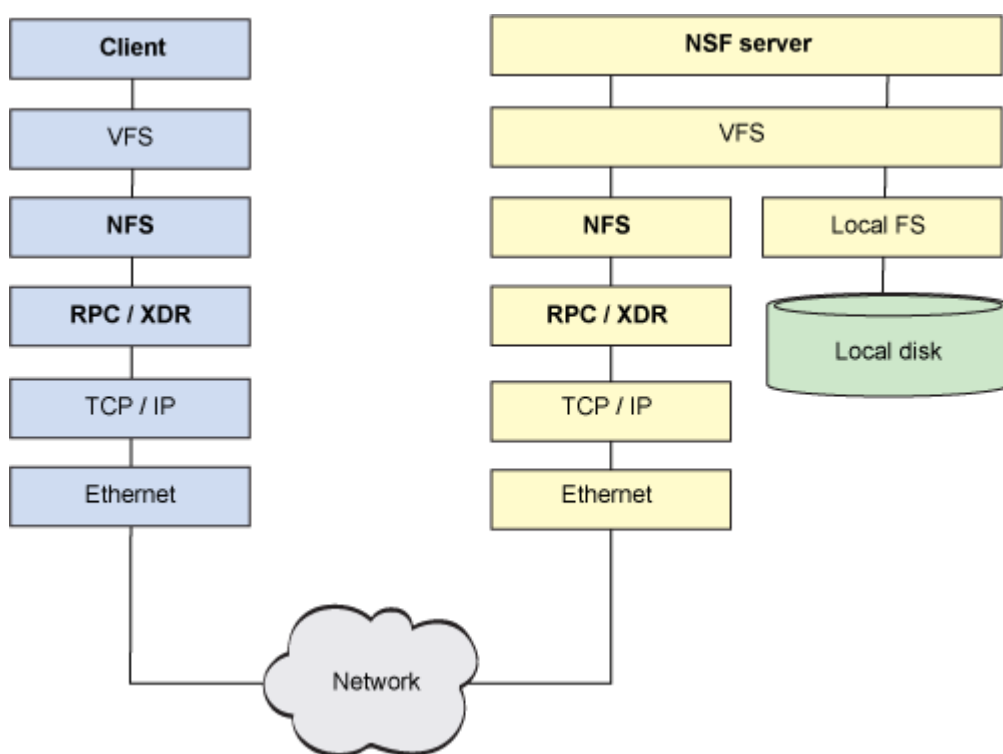 Client
VFS
NFS
RPC / XDR
TCP / IP
Ethernet
NSF server
VFS
NFS
Local FS
RPC / XDR
Local disk
TCP / IP
Ethernet
Network